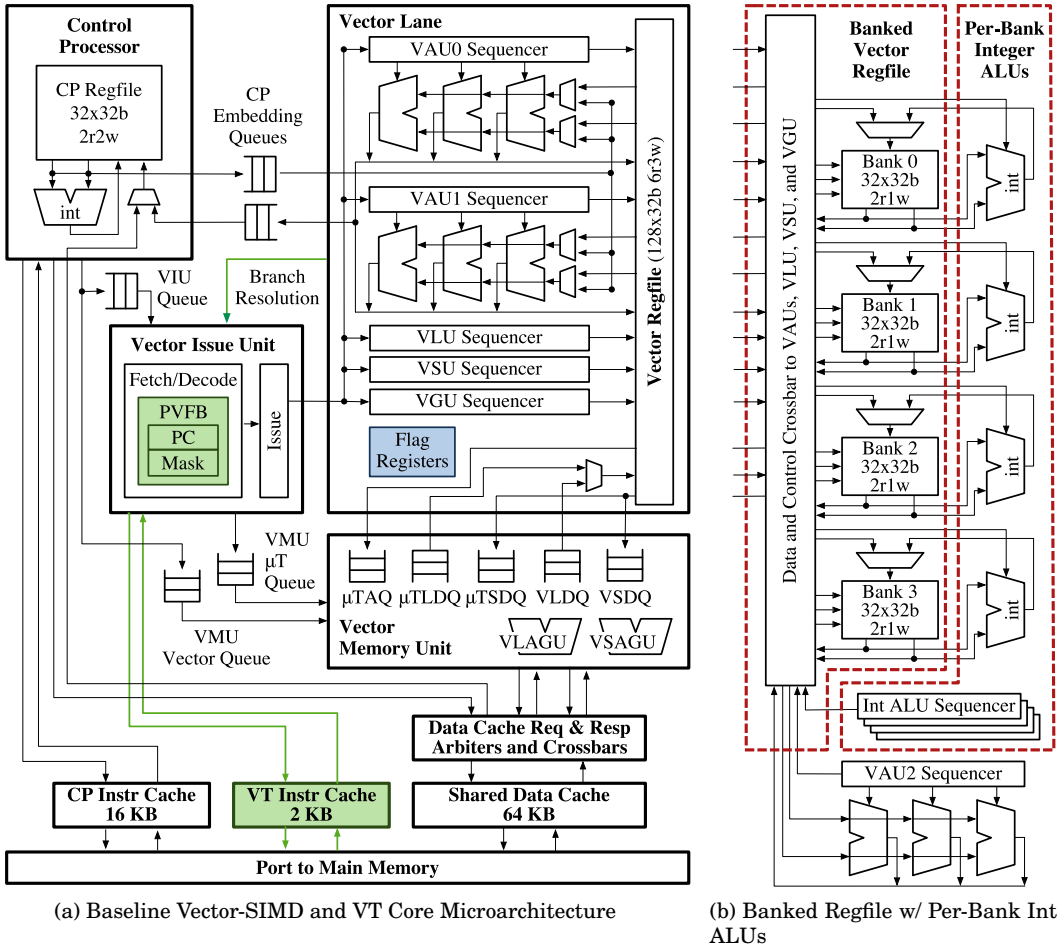 Control
Processor
CP Regfile
32x32b
2r2w
int
CP
Embedding
Queues
VIU
Queue
Branch
Resolution
Vector Issue Unit
Fetch/Decode
PVFB
PC
Mask
Issue
Vector Lane
VAU0 Sequencer
VAU1 Sequencer
VLU Sequencer
VSU Sequencer
VGU Sequencer
Flag
Registers
Vector Regfile (128x32b 6r3w)
VMU
μT
Queue
VMU
Vector Queue
μTAQ
μTLDQ
μTSDQ
VLDQ
VSDQ
Vector
Memory Unit
VLAGU
VSAGU
Data Cache Req & Resp
Arbiters and Crossbars
CP Instr Cache
16 KB
VT Instr Cache
2 KB
Shared Data Cache
64 KB
Port to Main Memory
(a) Baseline Vector-SIMD and VT Core Microarchitecture
Data and Control Crossbar to VAUs, VLU, VSU, and VGU
Banked
Vector
Regfile
Per-Bank
Integer
ALUs
Bank 0
32x32b
2r1w
int
Bank 1
32x32b
2r1w
int
Bank 2
32x32b
2r1w
int
Bank 3
32x32b
2r1w
int
Int ALU Sequencer
VAU2 Sequencer
(b) Banked Regfile w/ Per-Bank Int
ALUs